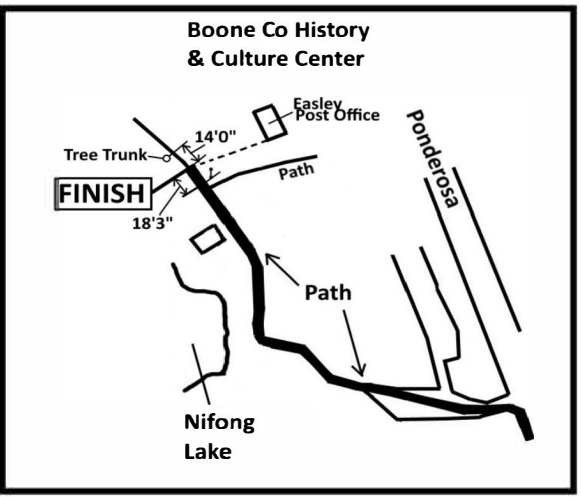 Boone Co History
& Culture Center
Easley
Post Office
14'0"
Tree Trunk
Path
FINISH
18'3"
Ponderosa
Path
Nifong
Lake